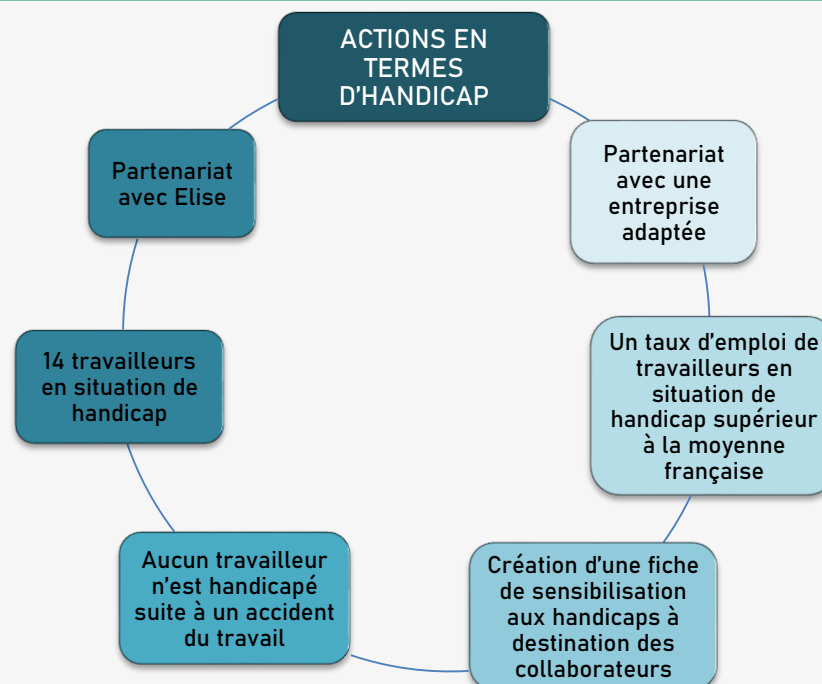 ACTIONS EN
TERMES
D'HANDICAP
Partenariat
avec une
entreprise
adaptée
Un taux d'emploi de
travailleurs en
situation de
handicap supérieur
à la moyenne
française
Création d'une fiche
de sensibilisation
aux handicaps à
destination des
collaborateurs
Aucun travailleur
n'est handicapé
suite à un accident
du travail
14 travailleurs
en situation de
handicap
Partenariat
avec Elise